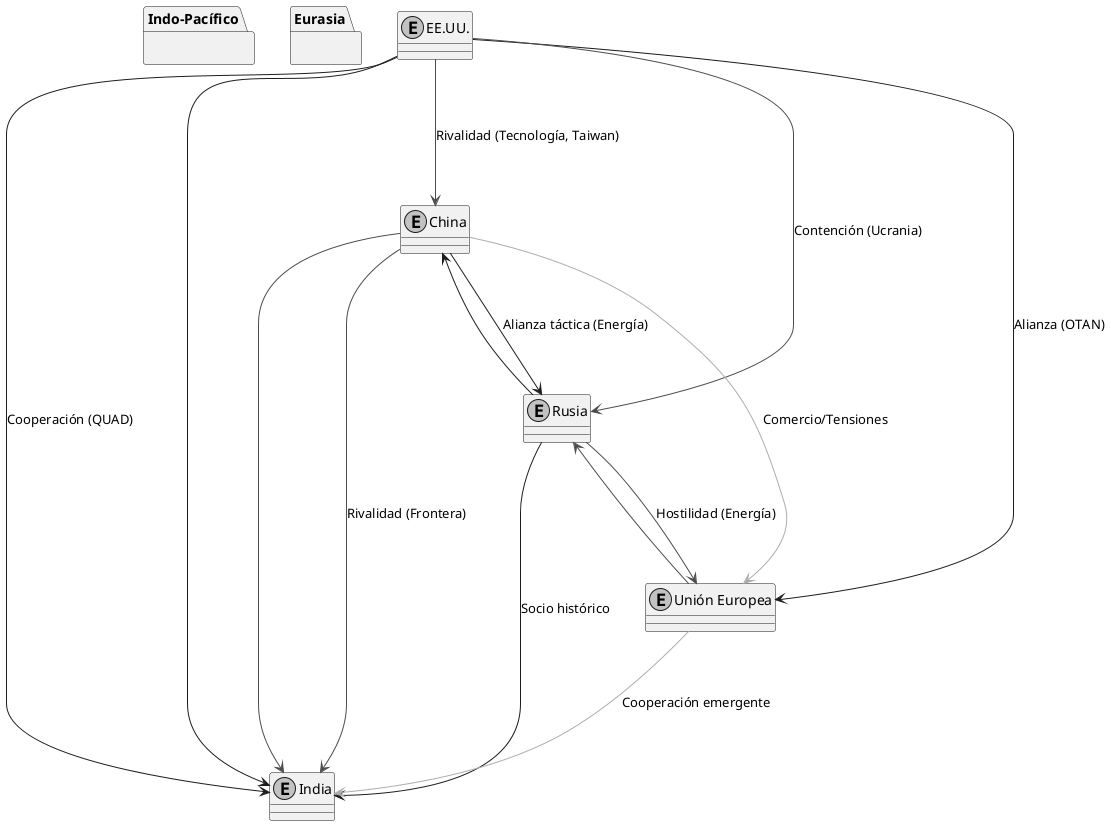 Indo-Pacífico
Eurasia
E EE.UU.
Rivalidad (Tecnología, Taiwan)
E China
Contención (Ucrania)
Alianza táctica (Energía)
Alianza (OTAN)
E Rusia
Cooperación (QUAD)
Comercio/Tensiones
Rivalidad (Frontera)
Hostilidad (Energía)
E Unión Europea
Socio histórico
Cooperación emergente
E India